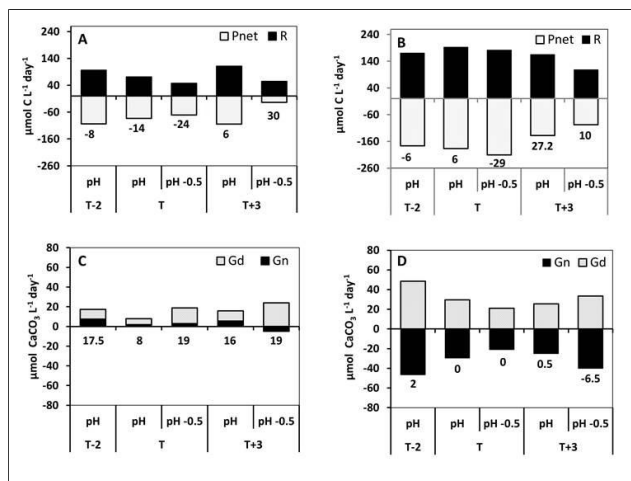 A
Pnet R
µmol C L⁻¹ day⁻¹
240
140
40
-60
-160
-260
-8
-14
-24
6
30
pH pH pH -0.5 pH pH -0.5
T-2 T T+3
B
Pnet R
µmol C L⁻¹ day⁻¹
240
140
40
-60
-160
-260
-6
6
-29
27.2
10
pH pH pH -0.5 pH pH -0.5
T-2 T T+3
C
Gd Gn
µmol CaCO₃ L⁻¹ day⁻¹
80
60
40
20
0
-20
-40
-60
-80
17.5 8 19 16 19
pH pH pH -0.5 pH pH -0.5
T-2 T T+3
D
Gn Gd
µmol CaCO₃ L⁻¹ day⁻¹
80
60
40
20
0
-20
-40
-60
-80
2
0
0
0.5
-6.5
pH pH pH -0.5 pH pH -0.5
T-2 T T+3